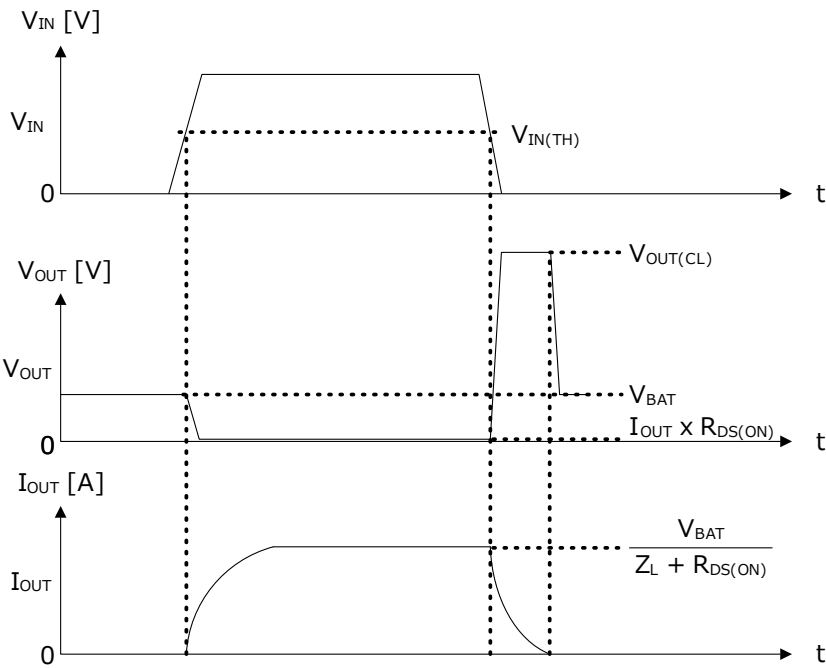 V_IN [V]
V_IN
V_IN(TH)
0
t
V_OUT [V]
V_OUT(CL)
V_OUT
V_BAT
0
I_OUT x R_DS(ON)
t
I_OUT [A]
V_BAT
I_OUT
Z_L + R_DS(ON)
0
t